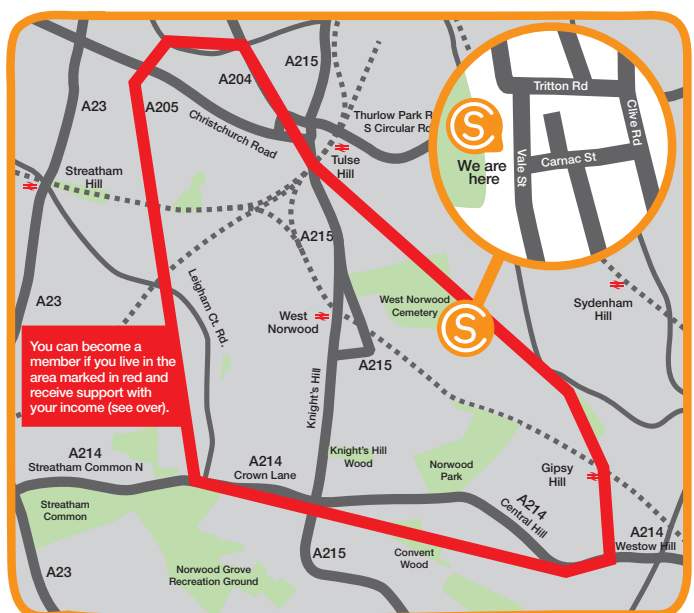 A215
A204
A23
A205
Christchurch Road
Thurlow Park R
S Circular Rd
Tulse
Hill
Streatham
Hill
Tritton Rd
Clive Rd
S
We are
here
Vale St
Carnac St
A215
Leigham Ct. Rd.
A23
West
Norwood
West Norwood
Cemetery
S
Sydenham
Hill
You can become a
member if you live in the
area marked in red and
receive support with
your income (see over).
A215
Knight's Hill
A214
Streatham Common N
A214
Crown Lane
Knight's Hill
Wood
Norwood
Park
Gipsy
Hill
A214
Central Hill
A214
Westow Hill
Streatham
Common
A23
Norwood Grove
Recreation Ground
A215
Convent
Wood